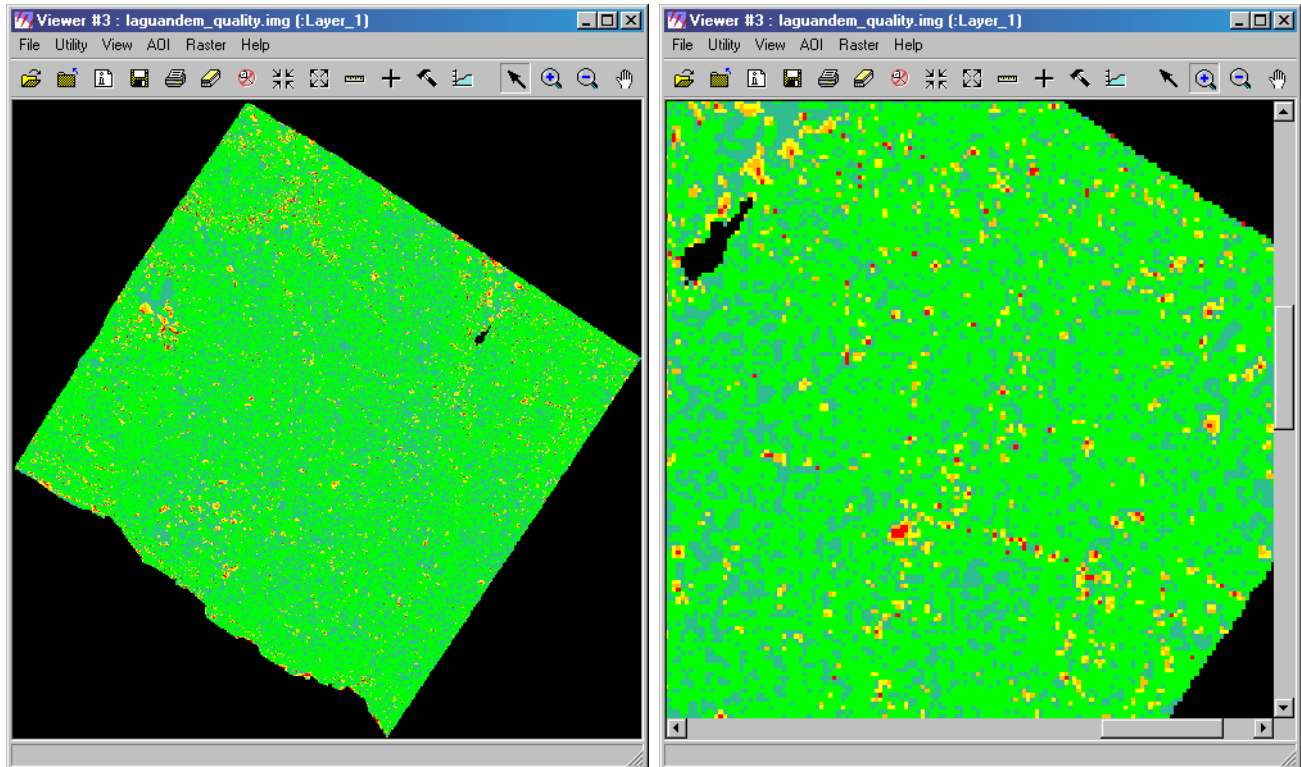 Viewer #3 : laguandem_quality.img (:Layer_1)
File Utility View AOI Raster Help
Viewer #3 : laguandem_quality.img (:Layer_1)
File Utility View AOI Raster Help